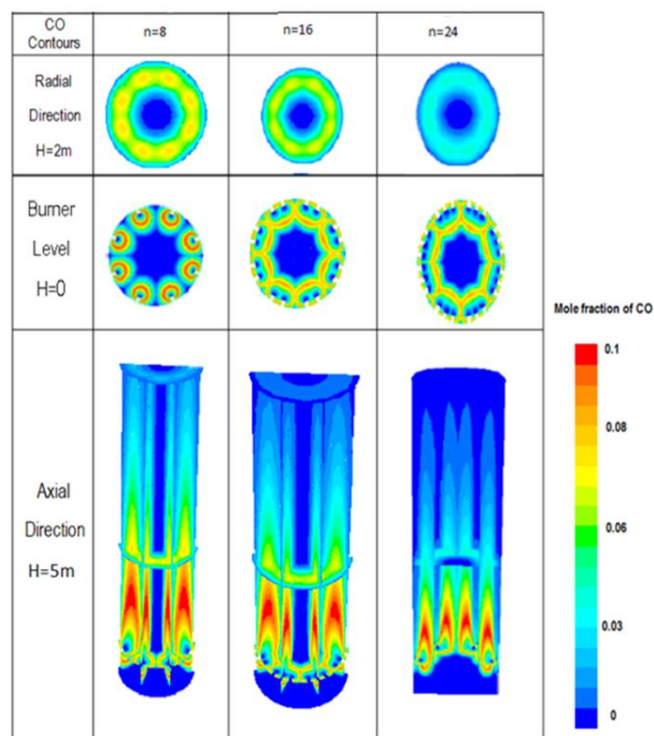 CO
Contours
n=8
n=16
n=24
Radial
Direction
H=2m
Burner
Level
H=0
Axial
Direction
H=5m
Mole fraction of CO
0.1
0.08
0.06
0.03
0